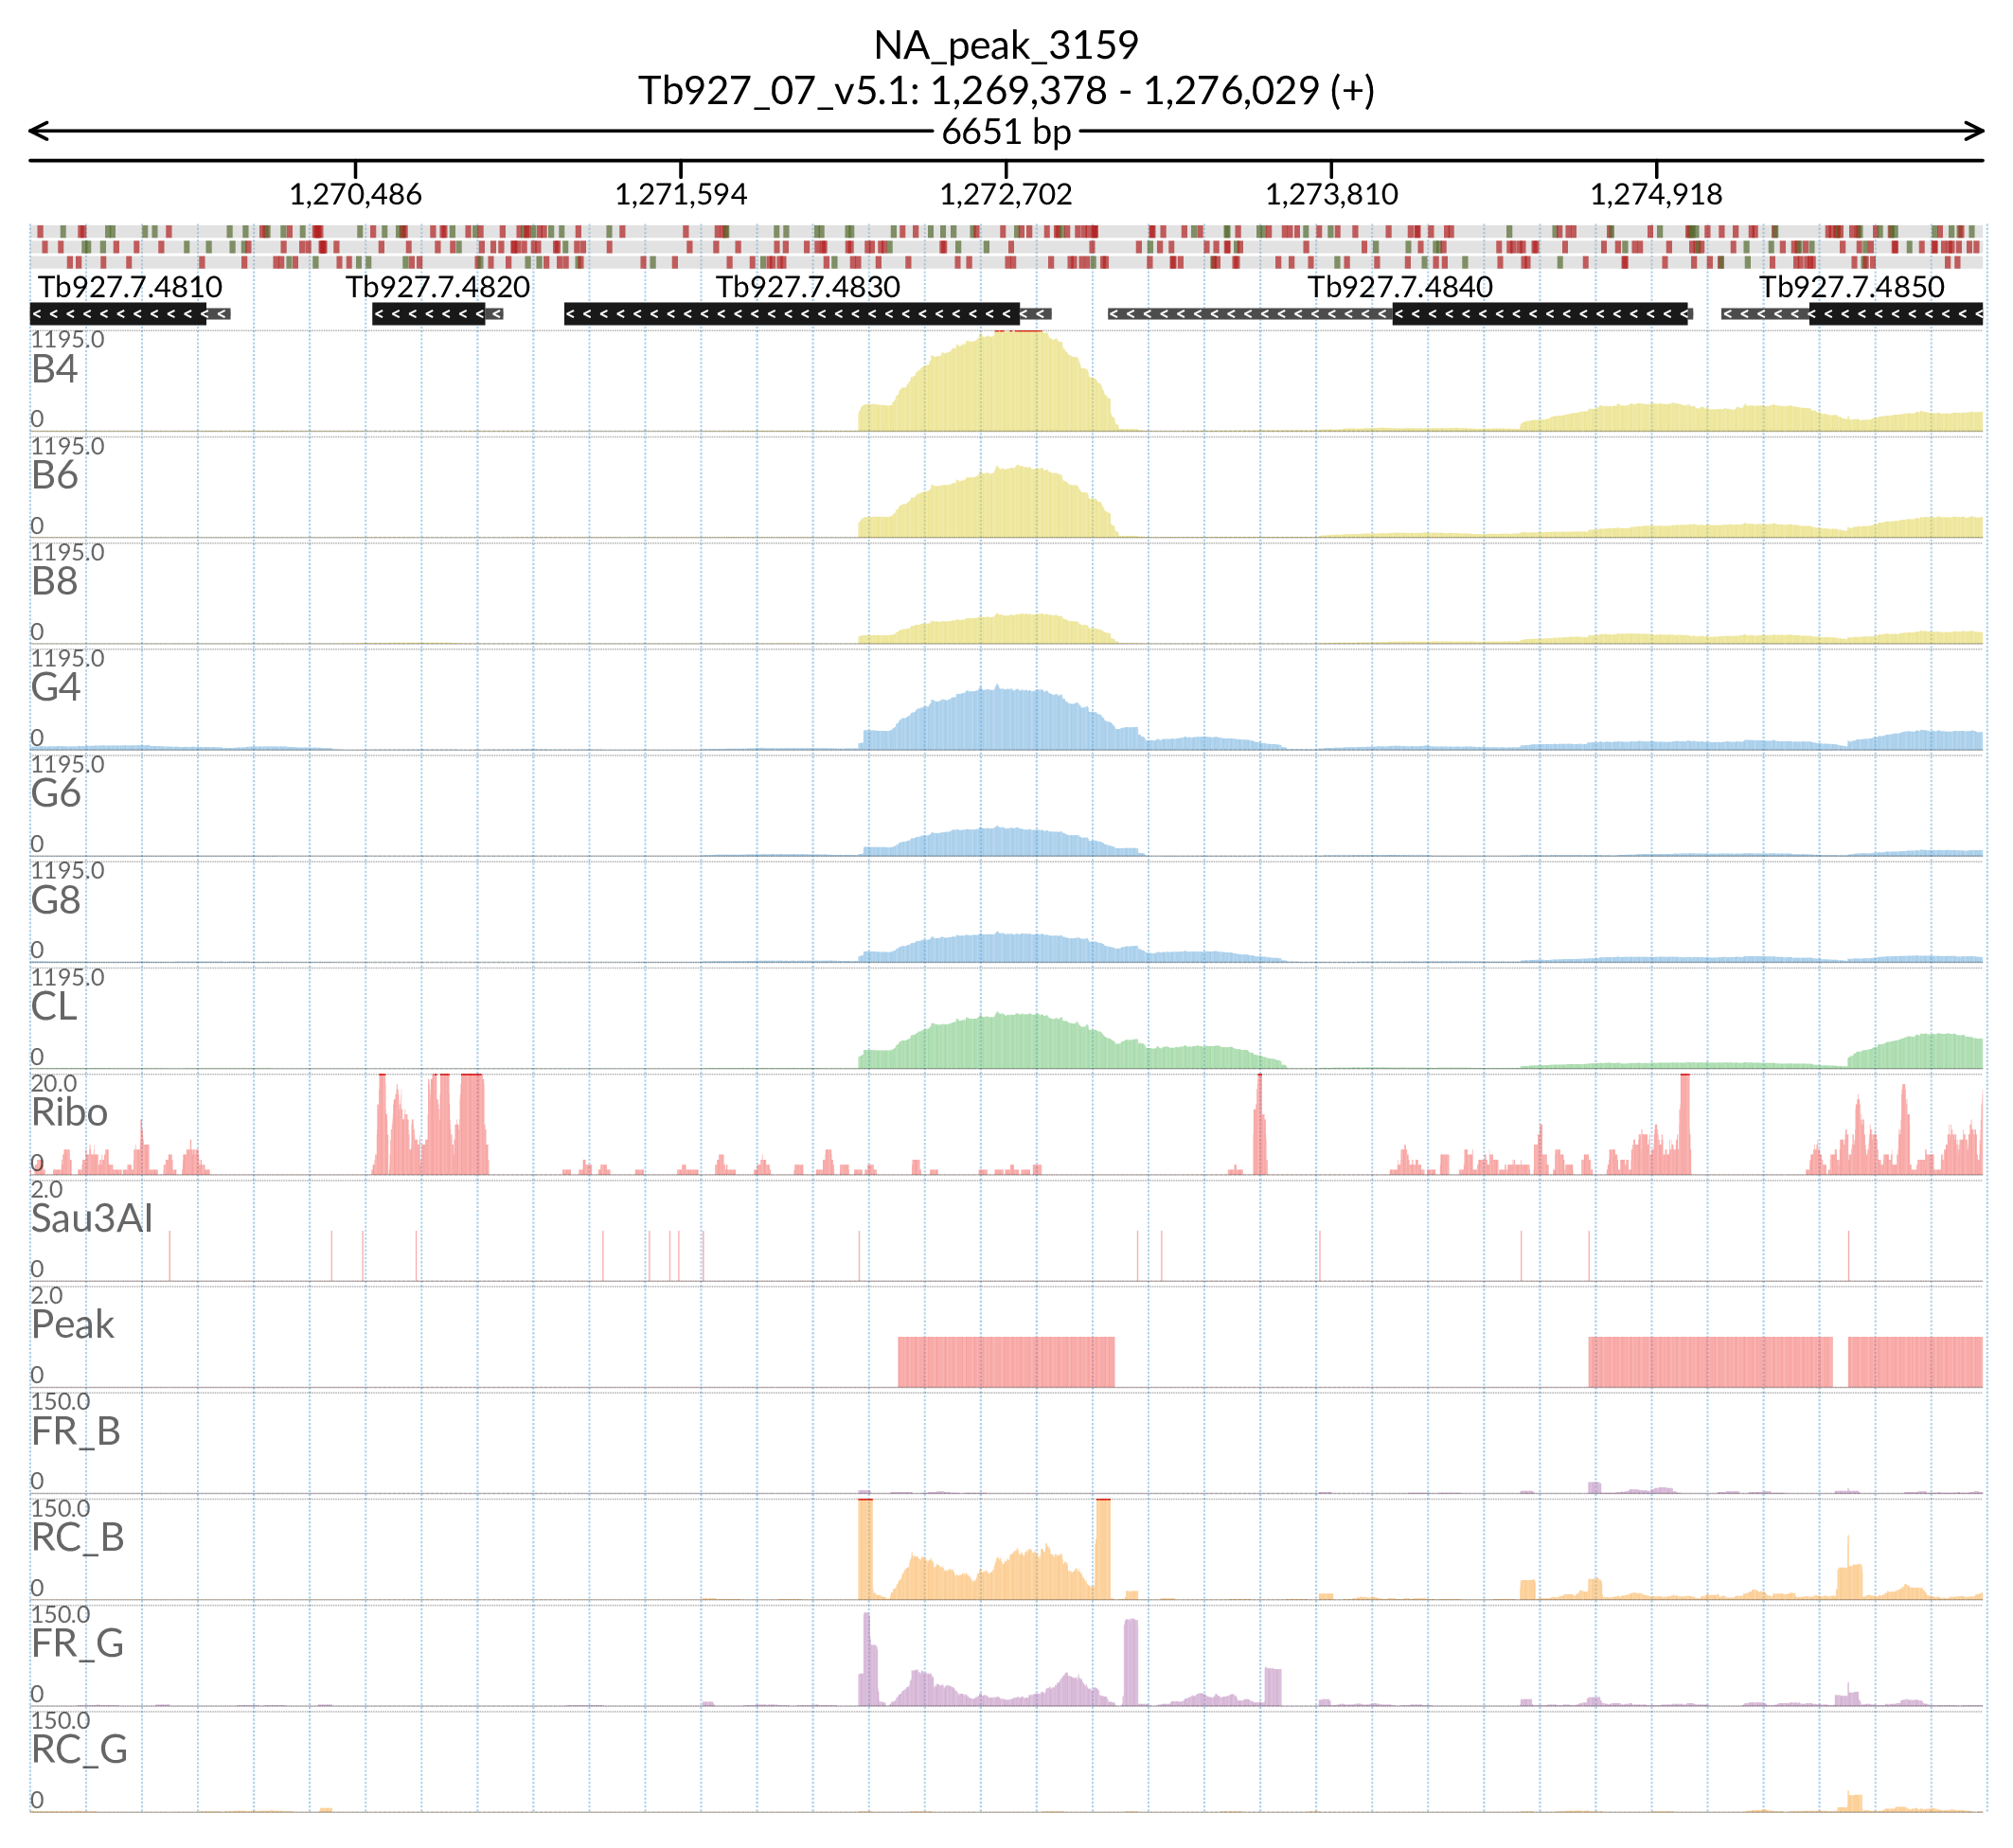 NA_peak_3159
Tb927_07_v5.1: 1,269,378 - 1,276,029 (+)
6651 bp
1,270,486 1,271,594 1,272,702 1,273,810 1,274,918
Tb927.7.4810 Tb927.7.4820 Tb927.7.4830 Tb927.7.4840 Tb927.7.4850
1195.0
B4
0
1195.0
B6
0
1195.0
B8
0
1195.0
G4
0
1195.0
G6
0
1195.0
G8
0
1195.0
CL
0
20.0
Ribo
0
2.0
Sau3AI
0
2.0
Peak
0
150.0
FR_B
0
150.0
RC_B
0
150.0
FR_G
0
150.0
RC_G
0